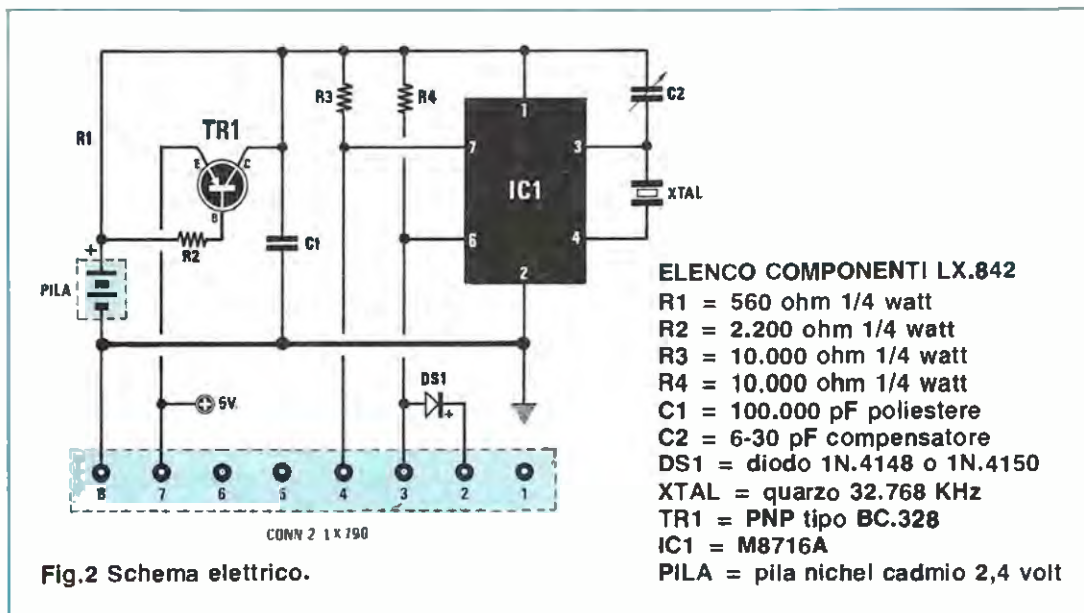 R1
TR1
E
C
B
R2
C1
R3
R4
1
7
3
IC1
6
4
2
C2
XTAL
+
PILA
DS1
+
5V.
8
7
6
5
4
3
2
1
CONN 2 LX 790
Fig.2 Schema elettrico.
ELENCO COMPONENTI LX.842
R1 = 560 ohm 1/4 watt
R2 = 2.200 ohm 1/4 watt
R3 = 10.000 ohm 1/4 watt
R4 = 10.000 ohm 1/4 watt
C1 = 100.000 pF poliestere
C2 = 6-30 pF compensatore
DS1 = diodo 1N.4148 o 1N.4150
XTAL = quarzo 32.768 KHz
TR1 = PNP tipo BC.328
IC1 = M8716A
PILA = pila nichel cadmio 2,4 volt